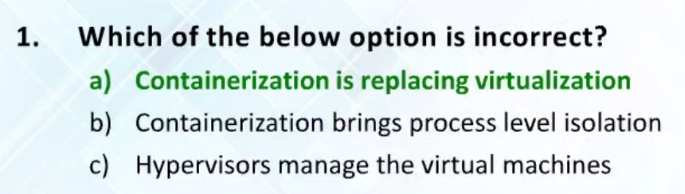 1. Which of the below option is incorrect?
a) Containerization is replacing virtualization
b) Containerization brings process level isolation
c) Hypervisors manage the virtual machines